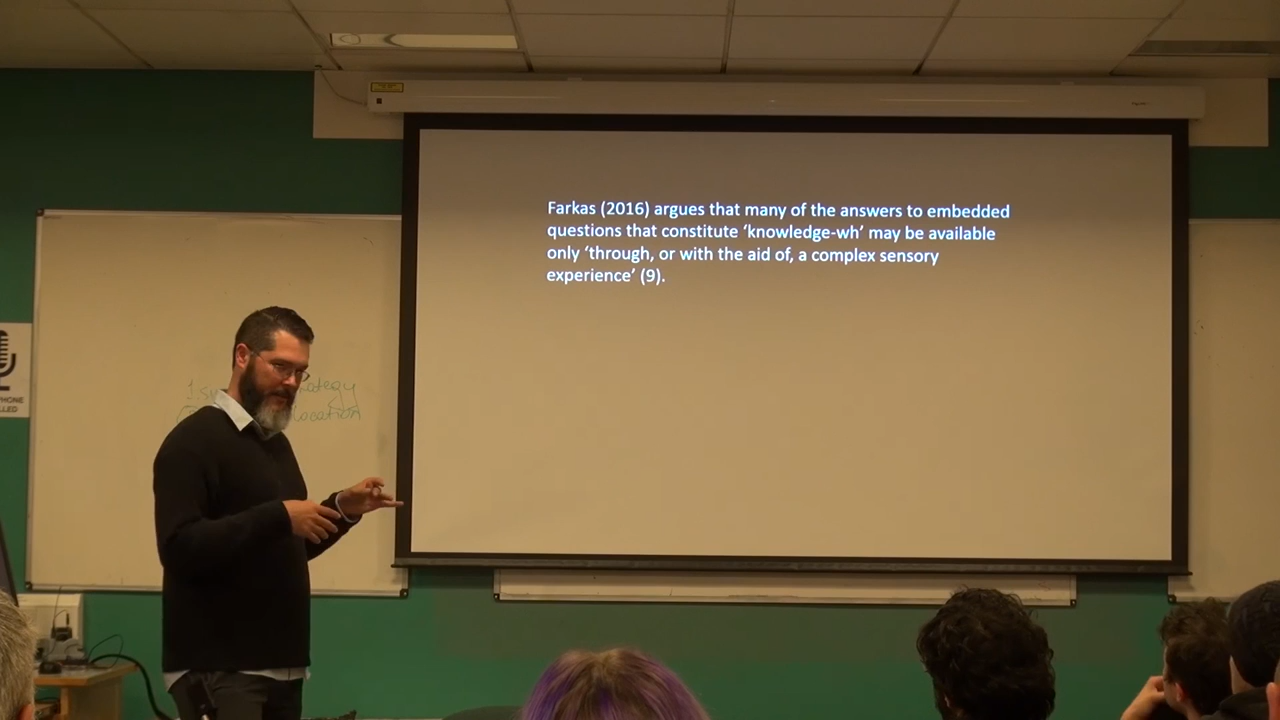 Farkas (2016) argues that many of the answers to embedded
questions that constitute ‘knowledge-wh’ may be available
only ‘through, or with the aid of, a complex sensory
experience’ (9).
location